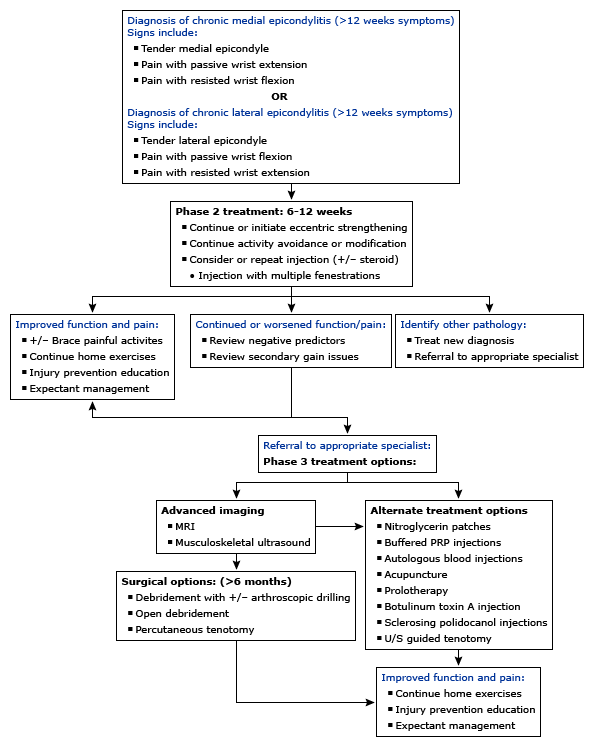 Diagnosis of chronic medial epicondylitis (>12 weeks symptoms)
Signs include:
▪ Tender medial epicondyle
▪ Pain with passive wrist extension
▪ Pain with resisted wrist flexion
OR
Diagnosis of chronic lateral epicondylitis (>12 weeks symptoms)
Signs include:
▪ Tender lateral epicondyle
▪ Pain with passive wrist flexion
▪ Pain with resisted wrist extension
Phase 2 treatment: 6-12 weeks
▪ Continue or initiate eccentric strengthening
▪ Continue activity avoidance or modification
▪ Consider or repeat injection (+/– steroid)
• Injection with multiple fenestrations
Improved function and pain:
▪ +/– Brace painful activites
▪ Continue home exercises
▪ Injury prevention education
▪ Expectant management
Continued or worsened function/pain:
▪ Review negative predictors
▪ Review secondary gain issues
Identify other pathology:
▪ Treat new diagnosis
▪ Referral to appropriate specialist
Referral to appropriate specialist:
Phase 3 treatment options:
Advanced imaging
▪ MRI
▪ Musculoskeletal ultrasound
Alternate treatment options
▪ Nitroglycerin patches
▪ Buffered PRP injections
▪ Autologous blood injections
▪ Acupuncture
▪ Prolotherapy
▪ Botulinum toxin A injection
▪ Sclerosing polidocanol injections
▪ U/S guided tenotomy
Surgical options: (>6 months)
▪ Debridement with +/– arthroscopic drilling
▪ Open debridement
▪ Percutaneous tenotomy
Improved function and pain:
▪ Continue home exercises
▪ Injury prevention education
▪ Expectant management